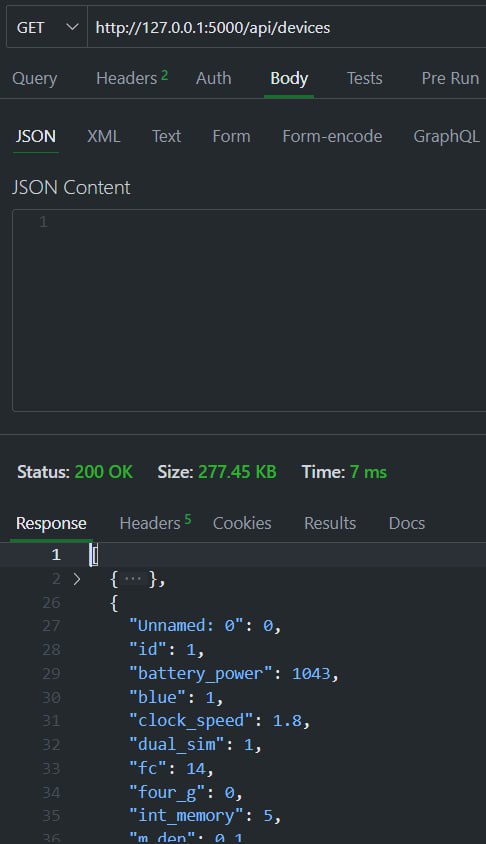 GET http://127.0.0.1:5000/api/devices
Query Headers 2 Auth Body Tests Pre Run
JSON XML Text Form Form-encode GraphQL
JSON Content
1
Status: 200 OK Size: 277.45 KB Time: 7 ms
Response Headers 5 Cookies Results Docs
1 [
2 { ··· },
26 {
27 "Unnamed: 0": 0,
28 "id": 1,
29 "battery_power": 1043,
30 "blue": 1,
31 "clock_speed": 1.8,
32 "dual_sim": 1,
33 "fc": 14,
34 "four_g": 0,
35 "int_memory": 5,
36 "m_dep": 0.1